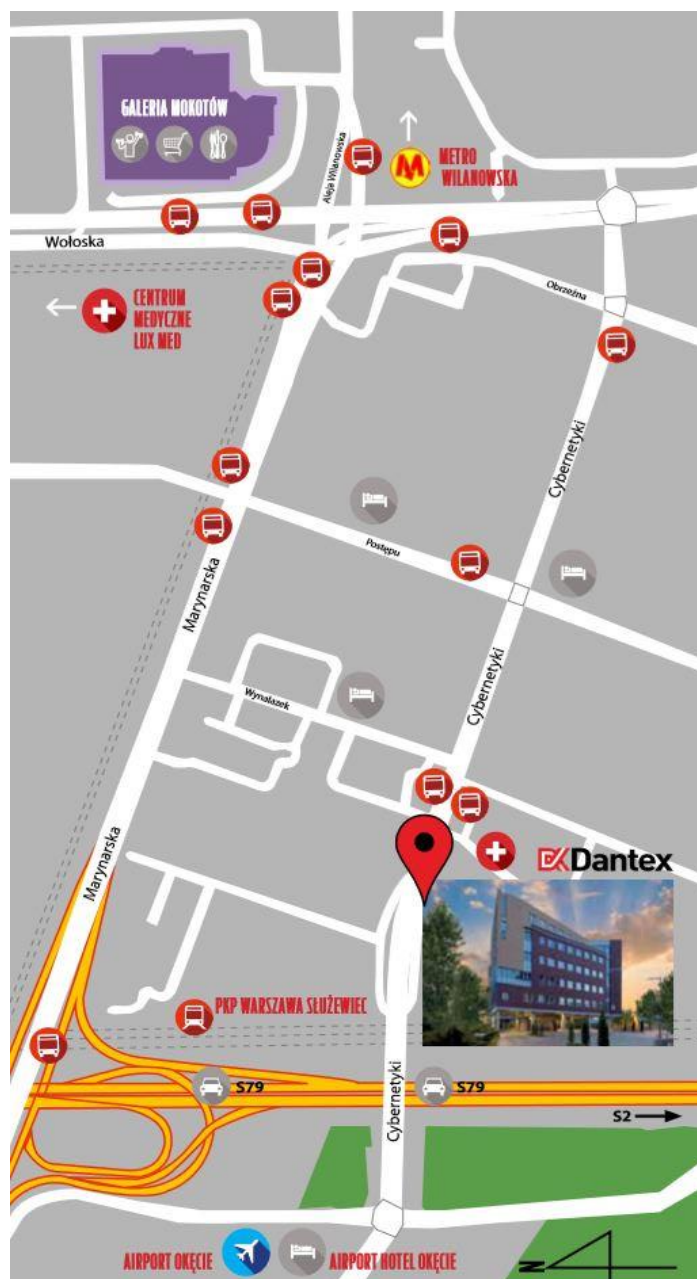 GALERIA MOKOTÓW
Aleja Wilanowska
M
METRO
WILANOWSKA
Wołoska
CENTRUM
MEDYCZNE
LUX MED
Obrzeżna
Cybernetyki
Postępu
Marynarska
Cybernetyki
Wynalazek
Marynarska
DK Dantex
PKP WARSZAWA SŁUŻEWIEC
S79
S79
Cybernetyki
S2
AIRPORT OKĘCIE
AIRPORT HOTEL OKĘCIE
N